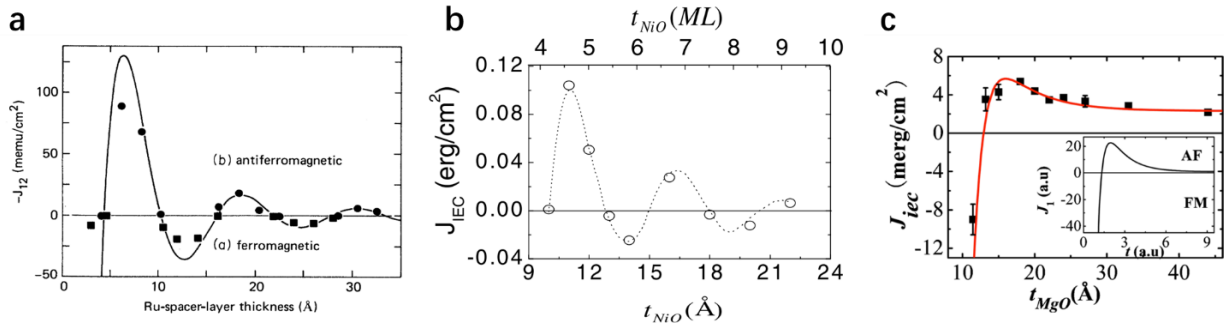 a
-J12 (memu/cm²)
100
50
0
-50
(b) antiferromagnetic
(a) ferromagnetic
0 10 20 30
Ru-spacer-layer thickness (Å)
b
tNiO(ML)
4 5 6 7 8 9 10
JIEC(erg/cm²)
0.12
0.08
0.04
0.00
-0.04
9 12 15 18 21 24
tNiO(Å)
c
Jiec(merg/cm²)
8
4
0
-4
-8
-12
J1 (a.u)
20
0
-20
-40
AF
FM
0 3 6 9
t (a.u)
10 20 30 40
tMgO(Å)